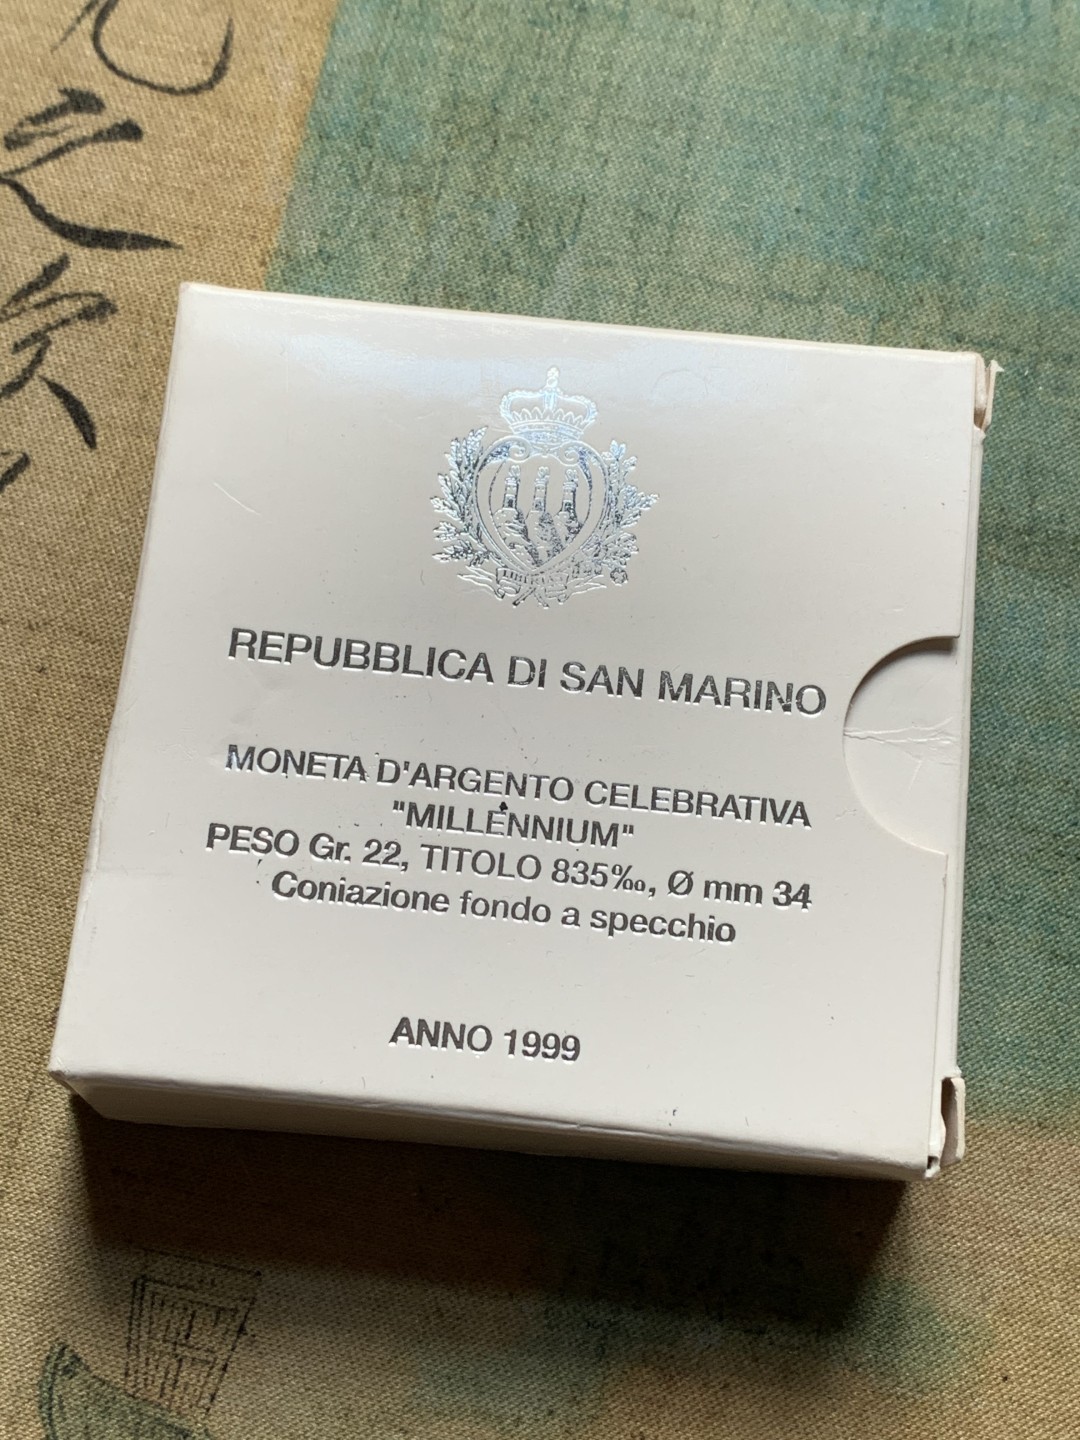 REPUBBLICA DI SAN MARINO
MONETA D'ARGENTO CELEBRATIVA
"MILLENNIUM"
PESO Gr. 22, TITOLO 835‰, Ø mm 34
Coniazione fondo a specchio
ANNO 1999